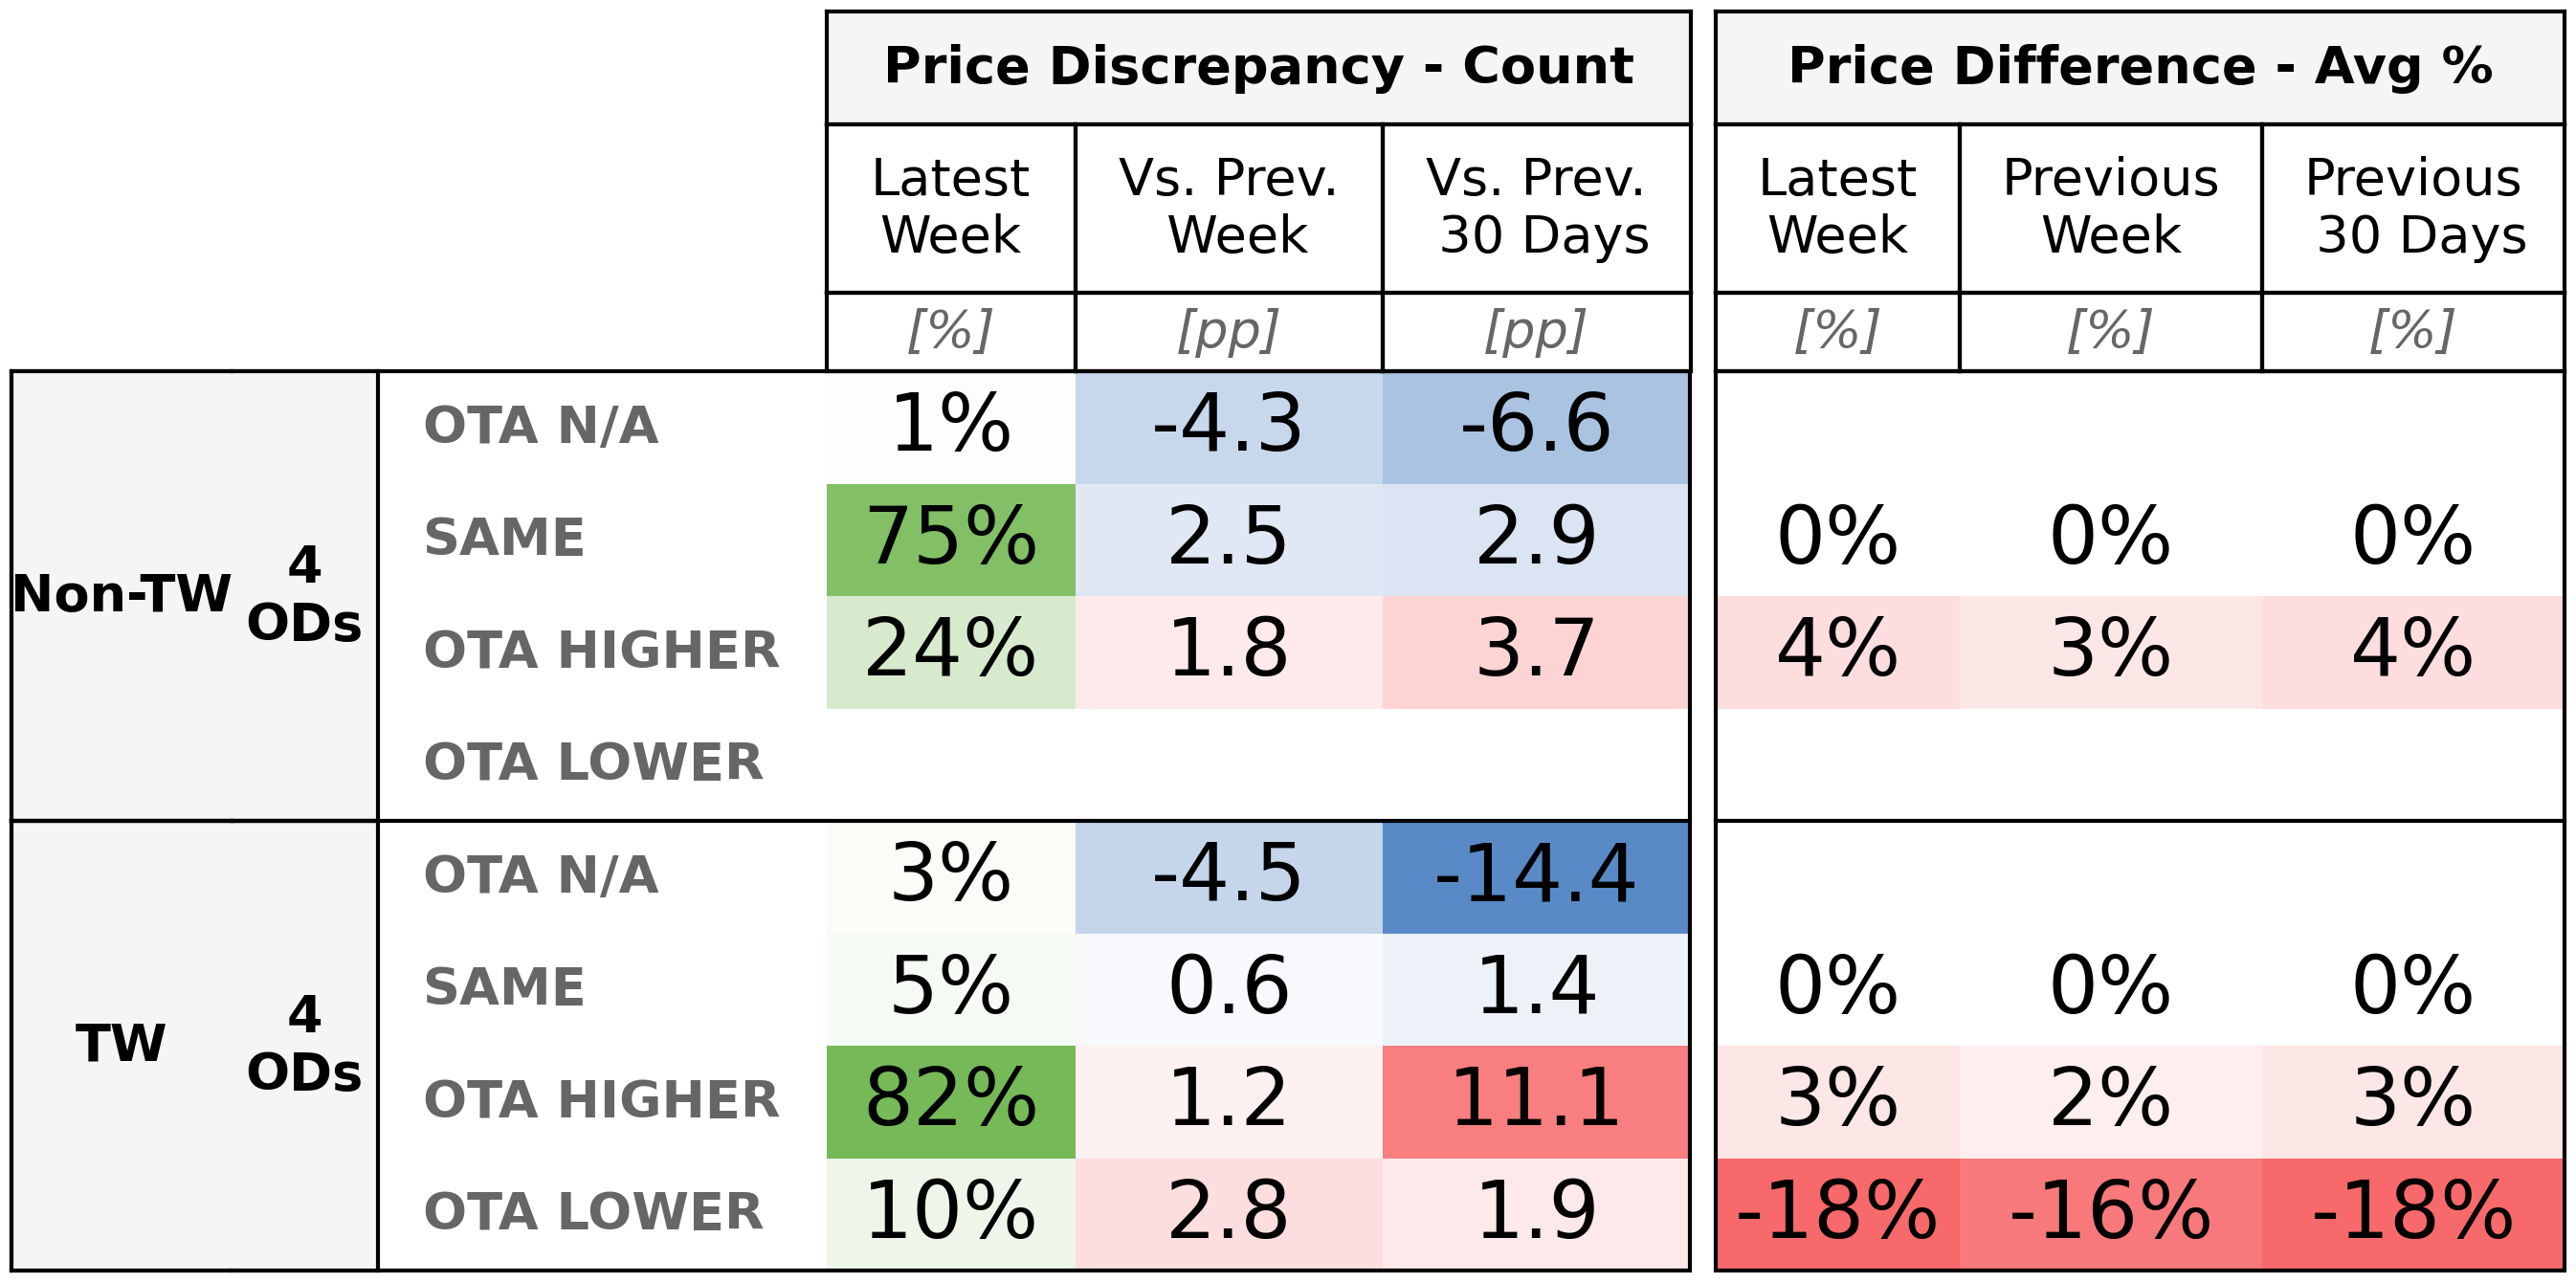 Price Discrepancy - Count Price Difference - Avg %
Latest Week Vs. Prev. Week Vs. Prev. 30 Days Latest Week Previous Week Previous 30 Days
[%] [pp] [pp] [%] [%] [%]
Non-TW 4 ODs
OTA N/A 1% -4.3 -6.6
SAME 75% 2.5 2.9 0% 0% 0%
OTA HIGHER 24% 1.8 3.7 4% 3% 4%
OTA LOWER
TW 4 ODs
OTA N/A 3% -4.5 -14.4
SAME 5% 0.6 1.4 0% 0% 0%
OTA HIGHER 82% 1.2 11.1 3% 2% 3%
OTA LOWER 10% 2.8 1.9 -18% -16% -18%